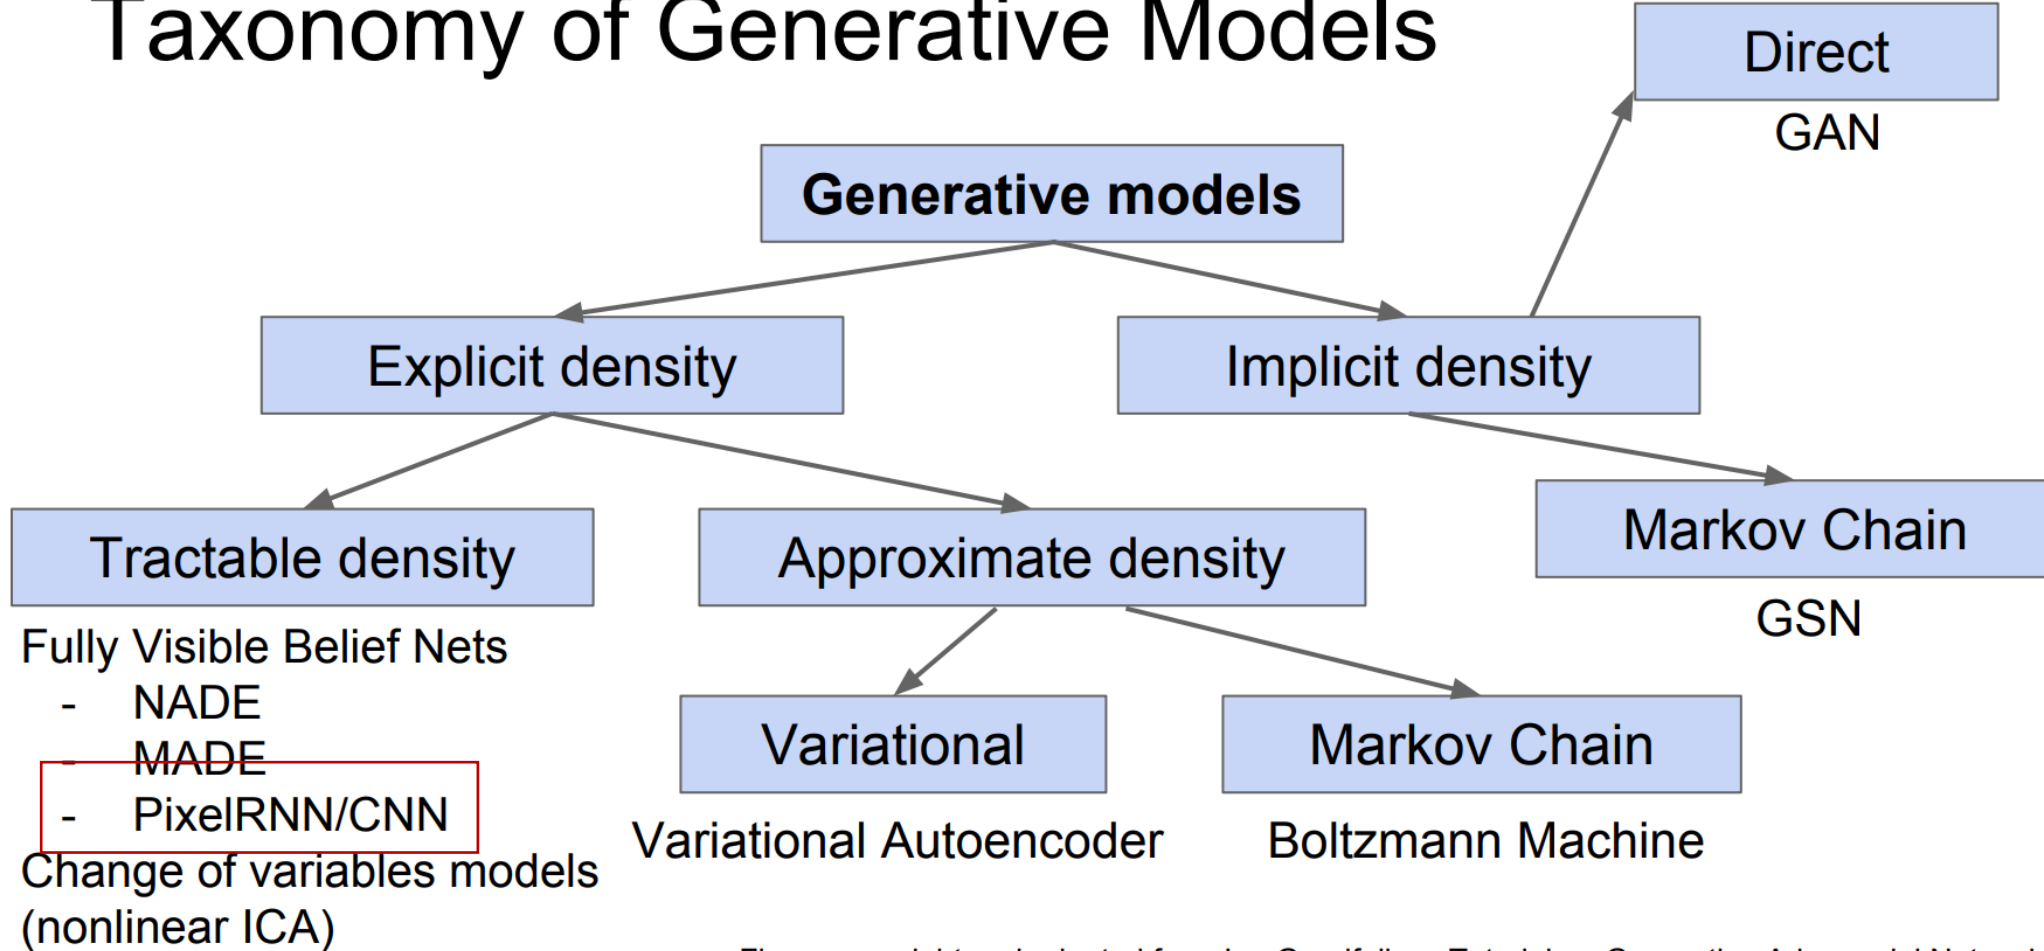 Taxonomy of Generative Models
Direct
GAN
Generative models
Explicit density
Implicit density
Tractable density
Approximate density
Markov Chain
GSN
Fully Visible Belief Nets
- NADE
- MADE
- PixelRNN/CNN
Change of variables models
(nonlinear ICA)
Variational
Variational Autoencoder
Markov Chain
Boltzmann Machine